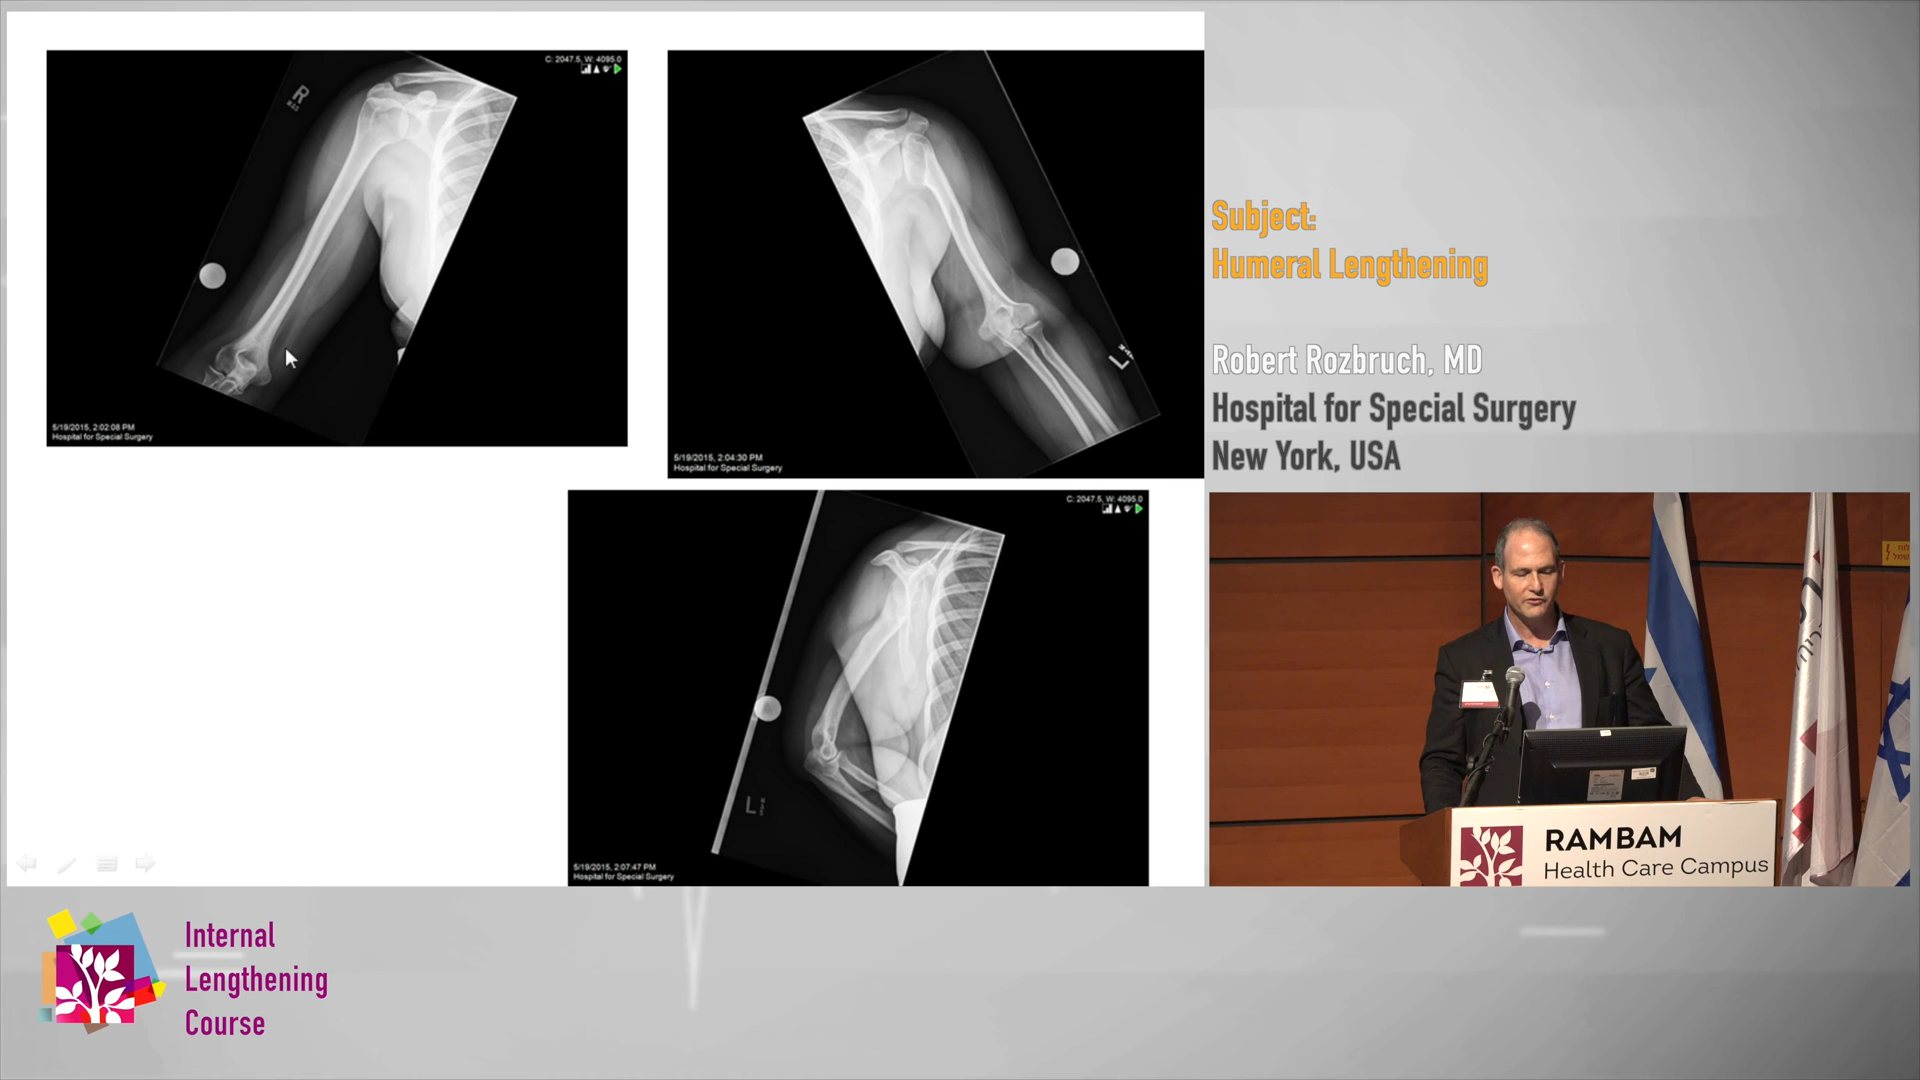 C: 2047.5, W: 4095.0
R
5/19/2015, 2:02:08 PM
Hospital for Special Surgery
L
5/19/2015, 2:04:30 PM
Hospital for Special Surgery
C: 2047.5, W: 4095.0
L
5/19/2015, 2:07:47 PM
Hospital for Special Surgery
Subject:
Humeral Lengthening
Robert Rozbruch, MD
Hospital for Special Surgery
New York, USA
RAMBAM
Health Care Campus
Internal
Lengthening
Course